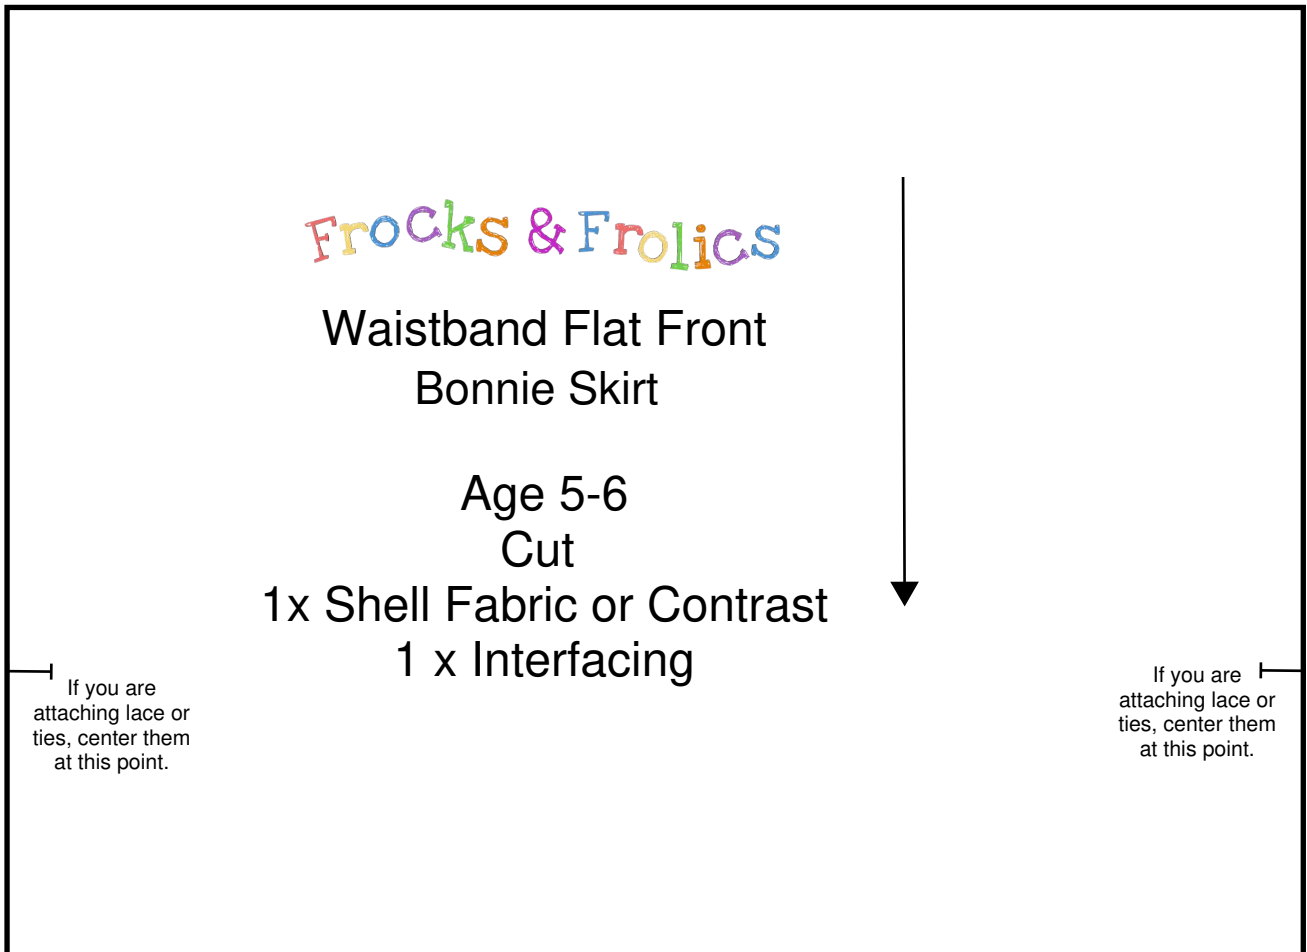 Frocks & Frolics
Waistband Flat Front
Bonnie Skirt
Age 5-6
Cut
1x Shell Fabric or Contrast
1 x Interfacing
If you are
attaching lace or
ties, center them
at this point.
If you are
attaching lace or
ties, center them
at this point.